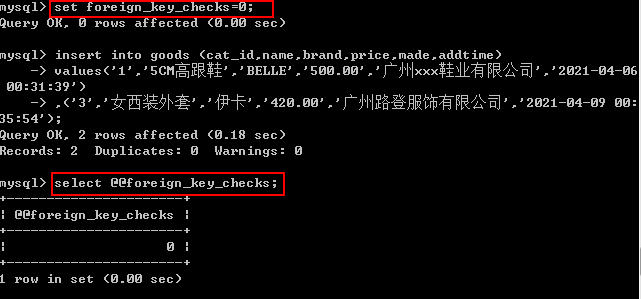 mysql> set foreign_key_checks=0;
Query OK, 0 rows affected (0.00 sec)
mysql> insert into goods (cat_id,name,brand,price,made,addtime)
-> values('1','5CM高跟鞋','BELLE','500.00','广州xxx鞋业有限公司','2021-04-06
00:31:39')
-> ,('3','女西装外套','伊卡','420.00','广州路登服饰有限公司','2021-04-09 00:
35:54');
Query OK, 2 rows affected (0.18 sec)
Records: 2  Duplicates: 0  Warnings: 0
mysql> select @@foreign_key_checks;
+----------------------+
| @@foreign_key_checks |
+----------------------+
|                    0 |
+----------------------+
1 row in set (0.00 sec)